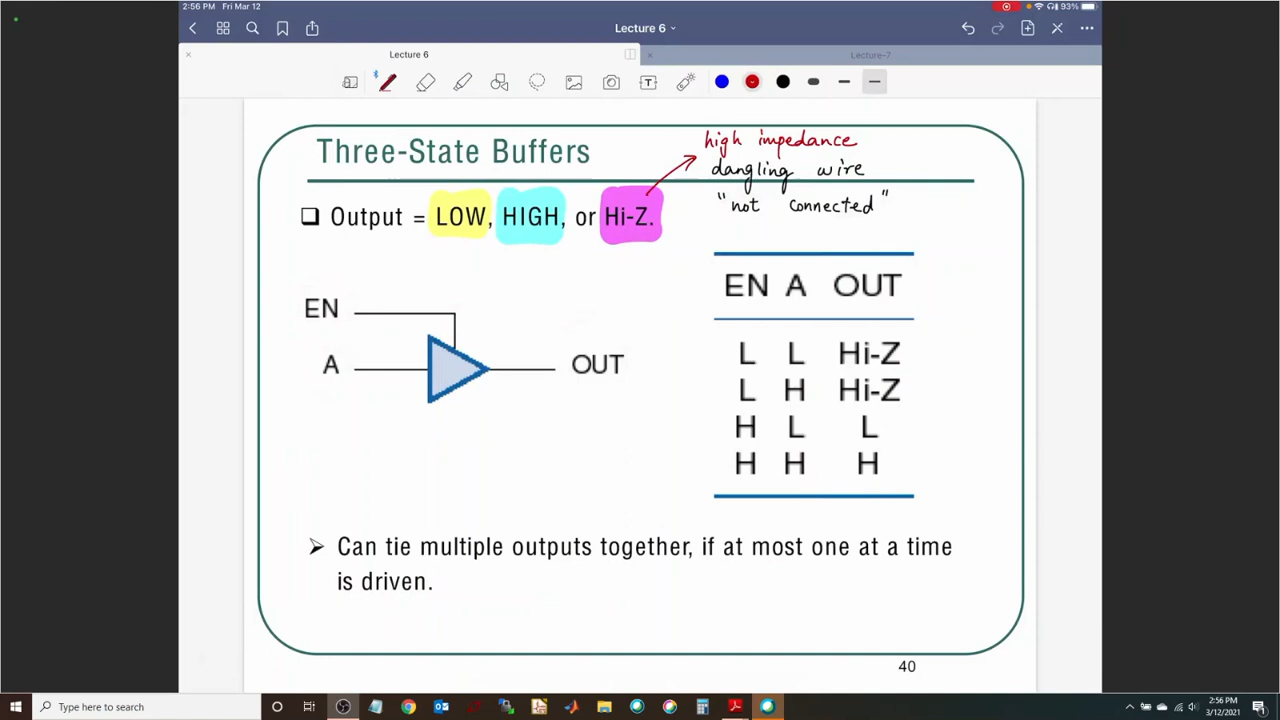 2:56 PM Fri Mar 12
93%
Lecture 6
Lecture 6
Lecture-7
Three-State Buffers
high impedance
dangling wire
"not connected"
❑ Output = LOW, HIGH, or Hi-Z.
EN A OUT
L L Hi-Z
L H Hi-Z
H L L
H H H
EN
A
OUT
➢ Can tie multiple outputs together, if at most one at a time
is driven.
40
Type here to search
2:56 PM
3/12/2021